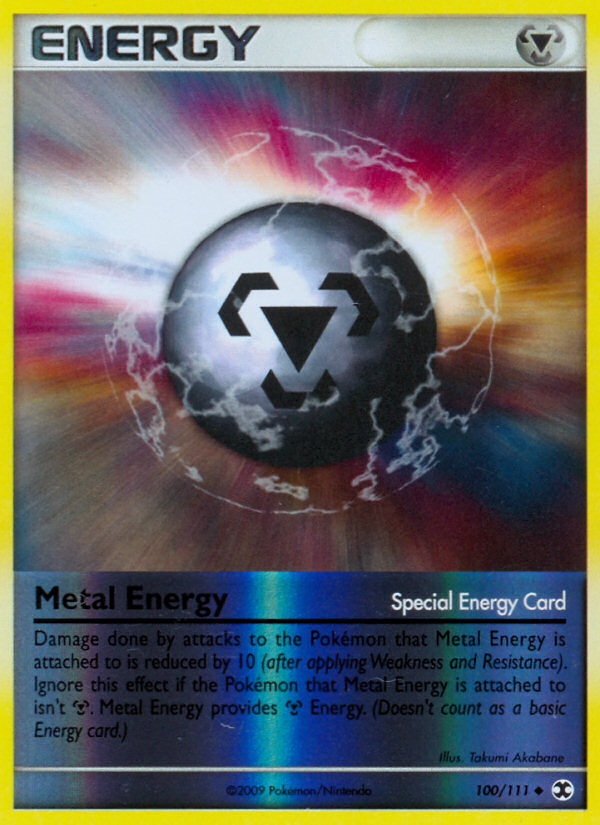 ENERGY
Metal Energy
Special Energy Card
Damage done by attacks to the Pokémon that Metal Energy is
attached to is reduced by 10 (after applying Weakness and Resistance).
Ignore this effect if the Pokémon that Metal Energy is attached to
isn't . Metal Energy provides Energy. (Doesn't count as a basic
Energy card.)
Illus. Takumi Akabane
©2009 Pokémon/Nintendo
100/111